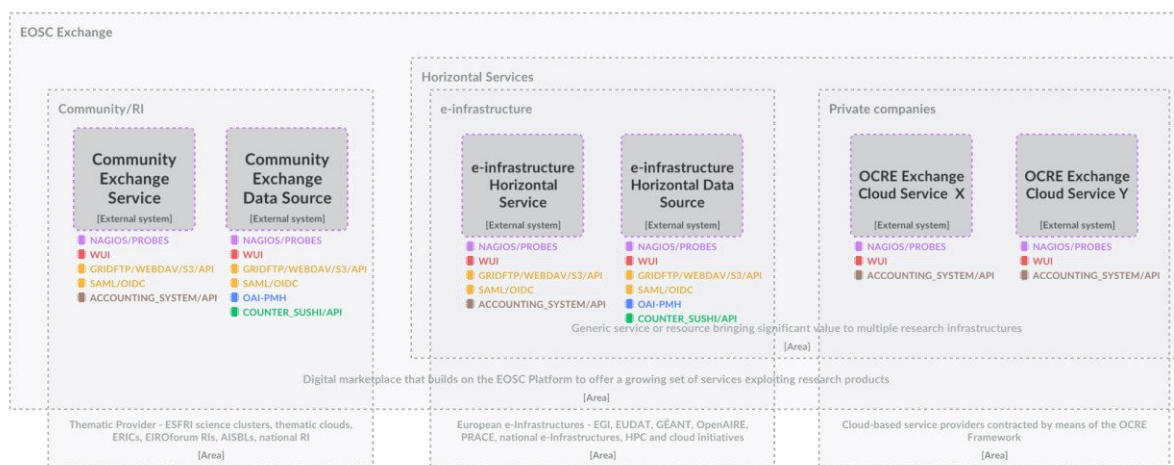 EOSC Exchange
Horizontal Services
Community/RI
e-infrastructure
Private companies
Community
Exchange
Service
[External system]
NAGIOS/PROBES
WUI
GRIDFTP/WEBDAV/S3/API
SAML/OIDC
ACCOUNTING_SYSTEM/API
Community
Exchange
Data Source
[External system]
NAGIOS/PROBES
WUI
GRIDFTP/WEBDAV/S3/API
SAML/OIDC
OAI-PMH
COUNTER_SUSHI/API
e-infrastructure
Horizontal
Service
[External system]
NAGIOS/PROBES
WUI
GRIDFTP/WEBDAV/S3/API
SAML/OIDC
ACCOUNTING_SYSTEM/API
e-infrastructure
Horizontal Data
Source
[External system]
NAGIOS/PROBES
WUI
GRIDFTP/WEBDAV/S3/API
SAML/OIDC
OAI-PMH
COUNTER_SUSHI/API
OCRE Exchange
Cloud Service X
[External system]
NAGIOS/PROBES
WUI
ACCOUNTING_SYSTEM/API
OCRE Exchange
Cloud Service Y
[External system]
NAGIOS/PROBES
WUI
ACCOUNTING_SYSTEM/API
Generic service or resource bringing significant value to multiple research infrastructures
[Area]
Digital marketplace that builds on the EOSC Platform to offer a growing set of services exploiting research products
[Area]
Thematic Provider - ESFRI science clusters, thematic clouds,
ERICs, EIROforum RIs, AISBLs, national RI
[Area]
European e-Infrastructures - EGI, EUDAT, GÉANT, OpenAIRE,
PRACE, national e-Infrastructures, HPC and cloud initiatives
[Area]
Cloud-based service providers contracted by means of the OCRE
Framework
[Area]